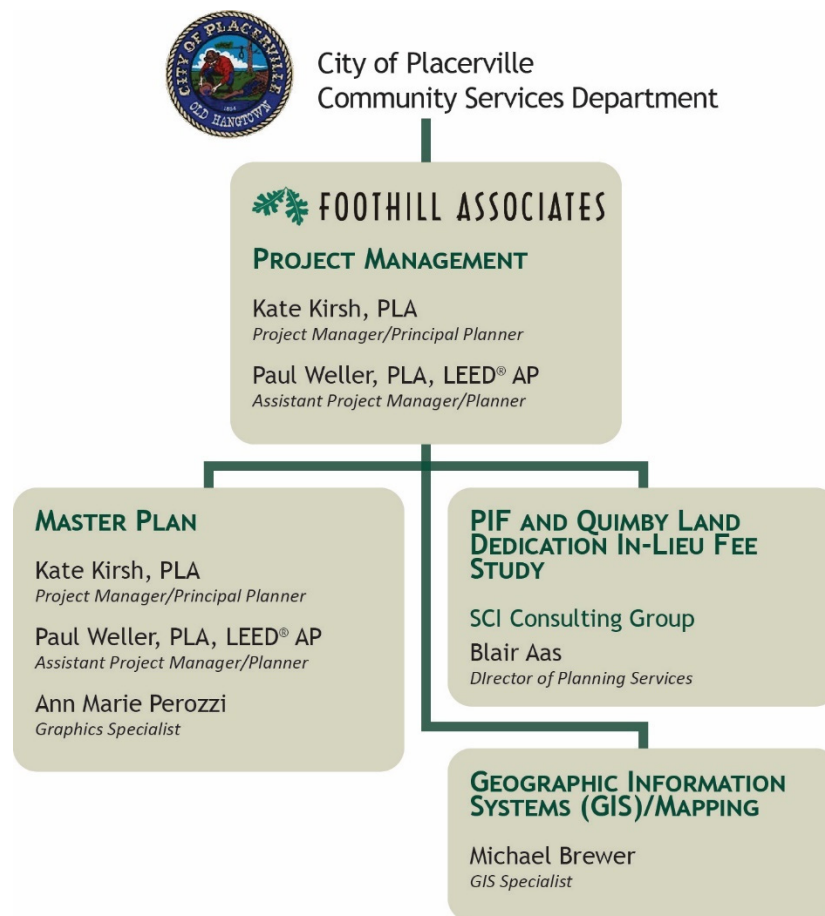 CITY OF PLACERVILLE
1854
OLD HANGTOWN
City of Placerville
Community Services Department
FOOTHILL ASSOCIATES
PROJECT MANAGEMENT
Kate Kirsh, PLA
Project Manager/Principal Planner
Paul Weller, PLA, LEED® AP
Assistant Project Manager/Planner
MASTER PLAN
Kate Kirsh, PLA
Project Manager/Principal Planner
Paul Weller, PLA, LEED® AP
Assistant Project Manager/Planner
Ann Marie Perozzi
Graphics Specialist
PIF AND QUIMBY LAND
DEDICATION IN-LIEU FEE
STUDY
SCI Consulting Group
Blair Aas
DIrector of Planning Services
GEOGRAPHIC INFORMATION
SYSTEMS (GIS)/MAPPING
Michael Brewer
GIS Specialist